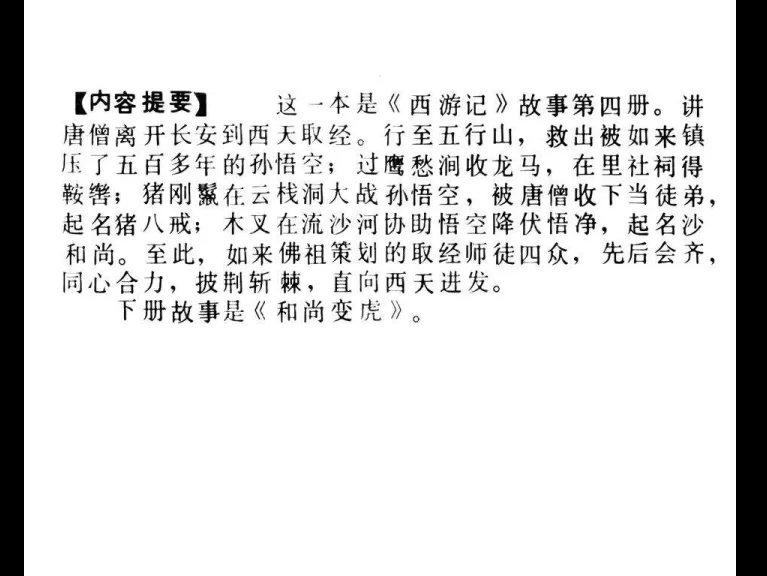 【内容提要】 这一本是《西游记》故事第四册。讲
唐僧离开长安到西天取经。行至五行山，救出被如来镇
压了五百多年的孙悟空；过鹰愁涧收龙马，在里社祠得
鞍辔；猪刚鬣在云栈洞大战孙悟空，被唐僧收下当徒弟，
起名猪八戒；木叉在流沙河协助悟空降伏悟净，起名沙
和尚。至此，如来佛祖策划的取经师徒四众，先后会齐，
同心合力，披荆斩棘，直向西天进发。
下册故事是《和尚变虎》。